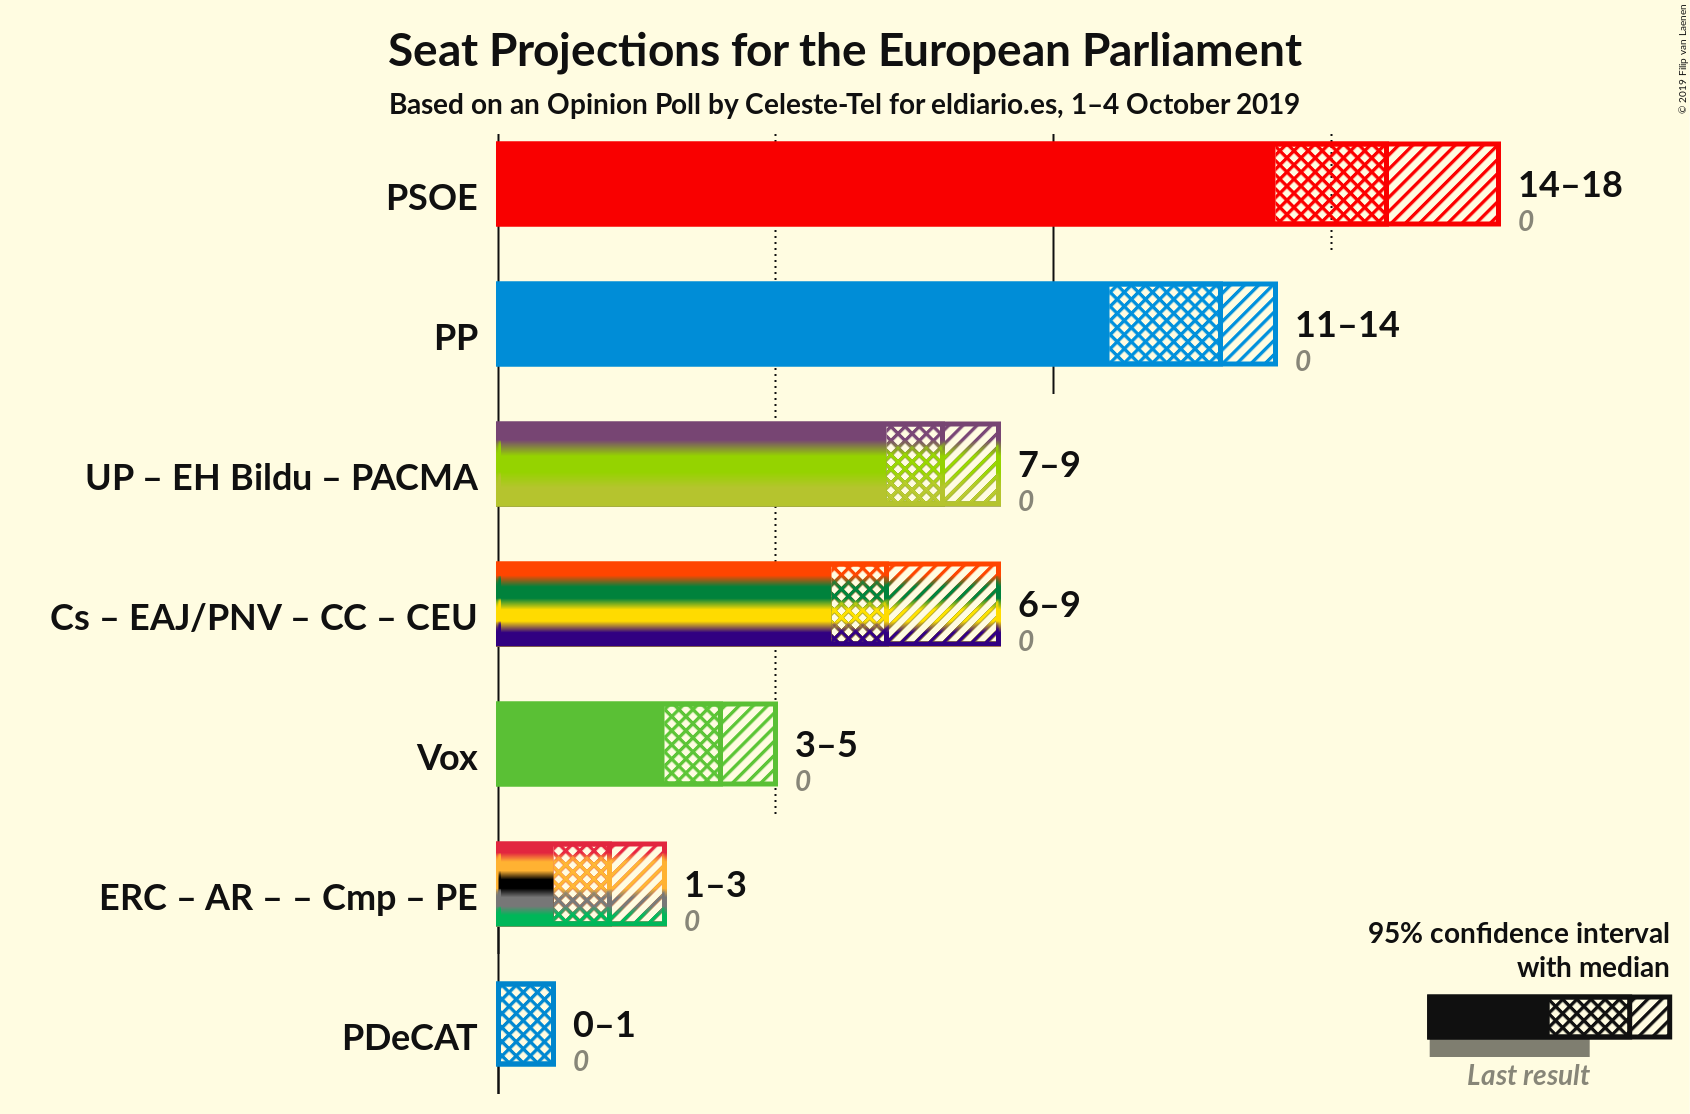 Seat Projections for the European Parliament
Based on an Opinion Poll by Celeste-Tel for eldiario.es, 1–4 October 2019
© 2019 Filip van Laenen
PSOE
14–18
0
PP
11–14
0
UP – EH Bildu – PACMA
7–9
0
Cs – EAJ/PNV – CC – CEU
6–9
0
Vox
3–5
0
ERC – AR – – Cmp – PE
1–3
0
PDeCAT
0–1
0
95% confidence interval
with median
Last result